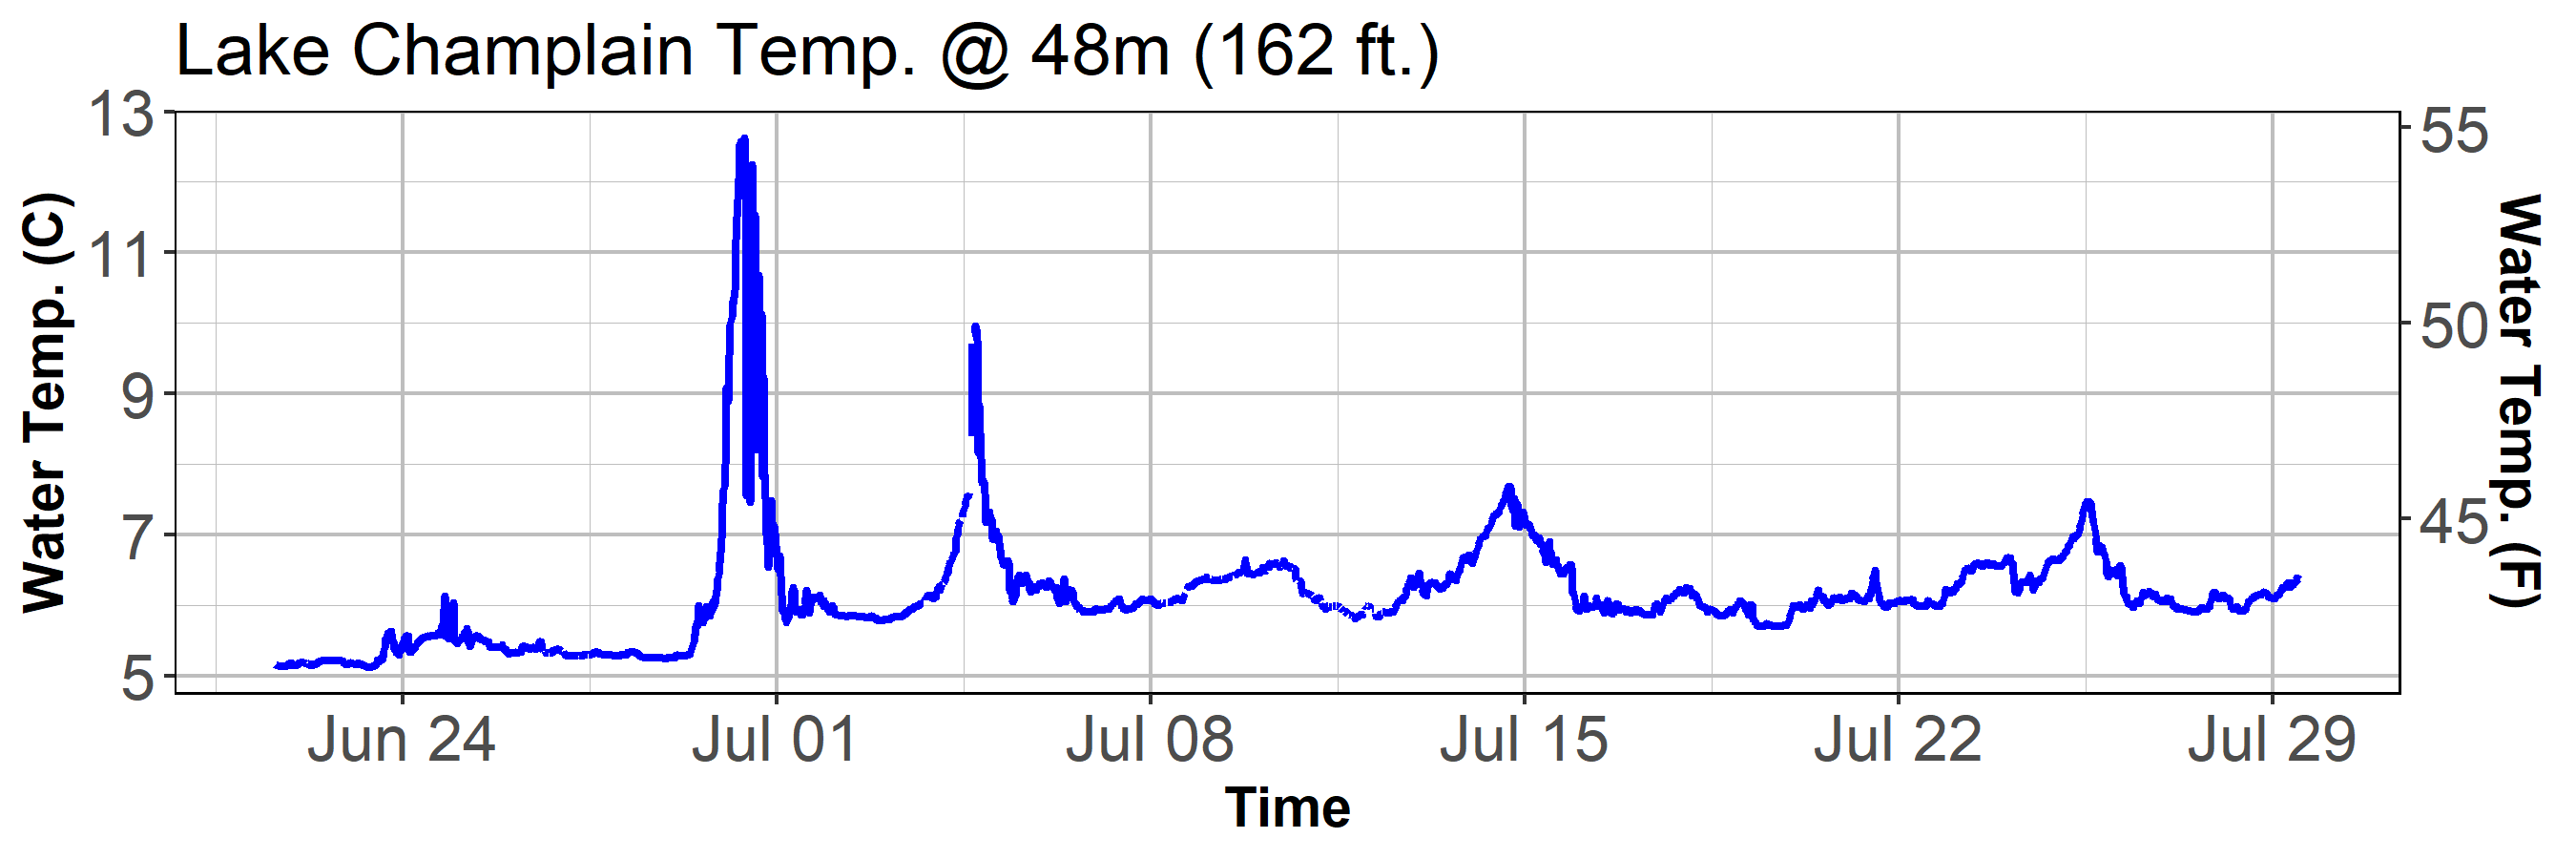 Lake Champlain Temp. @ 48m (162 ft.)
Water Temp. (C)
13
11
9
7
5
55
50
45
Water Temp. (F)
Jun 24 Jul 01 Jul 08 Jul 15 Jul 22 Jul 29
Time